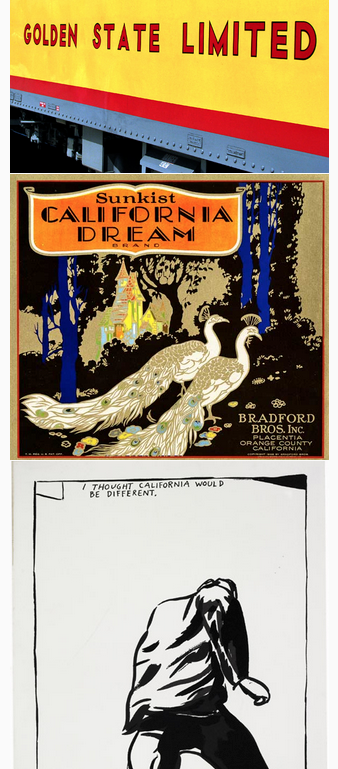 GOLDEN STATE LIMITED
Sunkist
CALIFORNIA
DREAM
BRAND
BRADFORD
BROS. INC.
PLACENTIA
ORANGE COUNTY
CALIFORNIA
I THOUGHT CALIFORNIA WOULD
BE DIFFERENT.